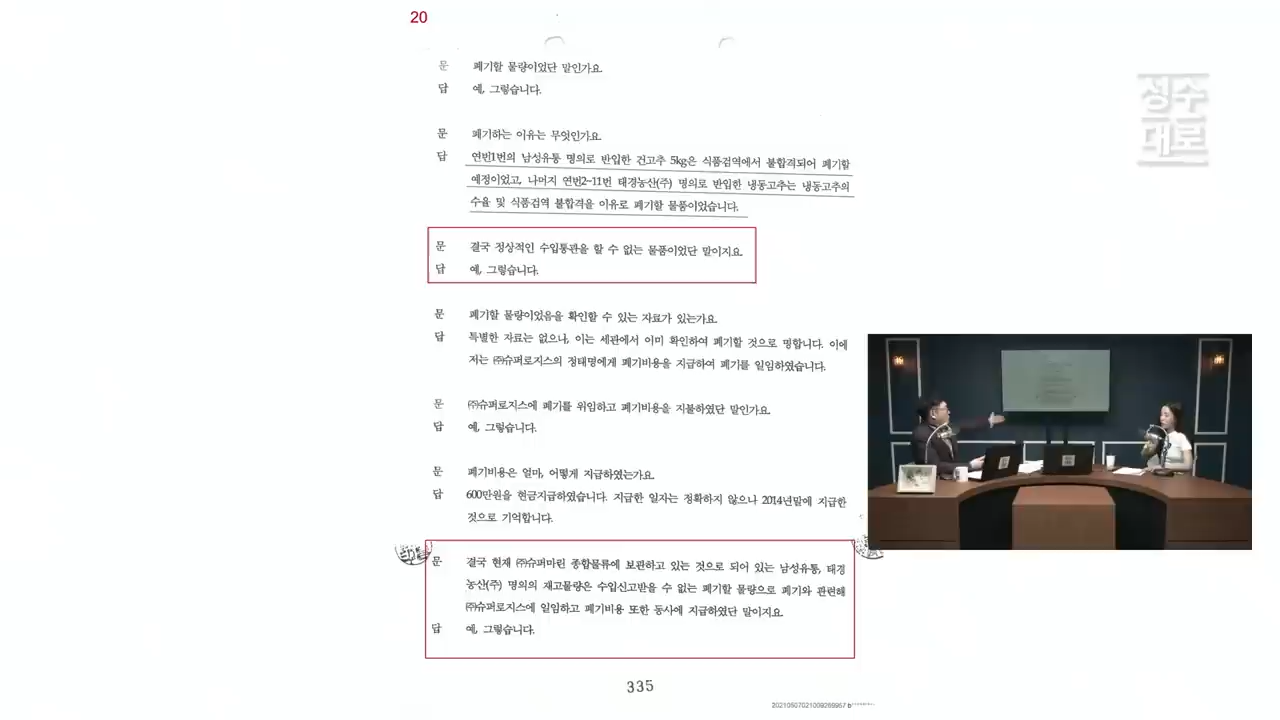 20
성수
대로
문 폐기할 물량이었단 말인가요.
답 예, 그렇습니다.
문 폐기하는 이유는 무엇인가요.
답 연번1번의 남성유통 명의로 반입한 건고추 5kg은 식품검역에서 불합격되어 폐기할
예정이었고, 나머지 연번2~11번 태경농산(주) 명의로 반입한 냉동고추는 냉동고추의
수율 및 식품검역 불합격을 이유로 폐기할 물품이었습니다.
문 결국 정상적인 수입통관을 할 수 없는 물품이었단 말이지요.
답 예, 그렇습니다.
문 폐기할 물량이었음을 확인할 수 있는 자료가 있는가요.
답 특별한 자료는 없으나, 이는 세관에서 이미 확인하여 폐기할 것으로 명합니다. 이에
저는 ㈜슈퍼로지스의 정태명에게 폐기비용을 지급하여 폐기를 일임하였습니다.
문 ㈜슈퍼로지스에 폐기를 위임하고 폐기비용을 지불하였단 말인가요.
답 예, 그렇습니다.
문 폐기비용은 얼마, 어떻게 지급하였는가요.
답 600만원을 현금지급하였습니다. 지급한 일자는 정확하지 않으나 2014년말에 지급한
것으로 기억합니다.
문 결국 현재 ㈜슈퍼마린 종합물류에 보관하고 있는 것으로 되어 있는 남성유통, 태경
농산(주) 명의의 재고물량은 수입신고받을 수 없는 폐기할 물량으로 폐기와 관련해
㈜슈퍼로지스에 일임하고 폐기비용 또한 동사에 지급하였단 말이지요.
답 예, 그렇습니다.
335